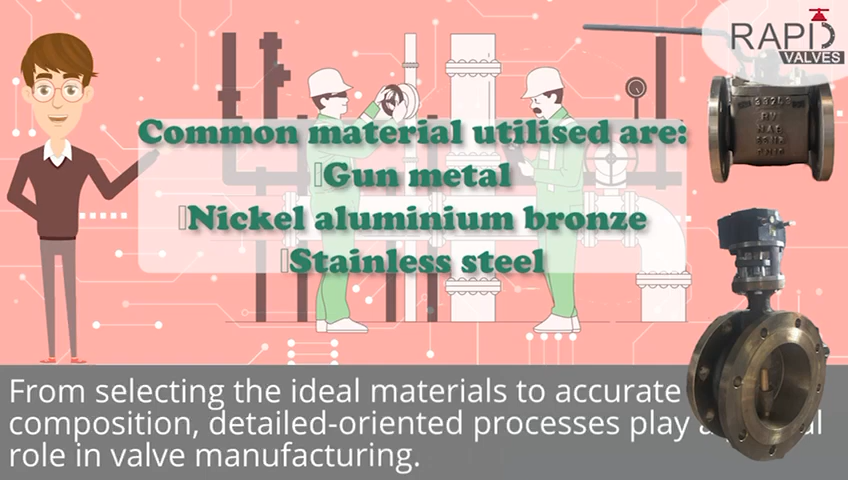 RAPID
VALVES
Common material utilised are:
Gun metal
Nickel aluminium bronze
Stainless steel
From selecting the ideal materials to accurate
composition, detailed-oriented processes play
role in valve manufacturing.